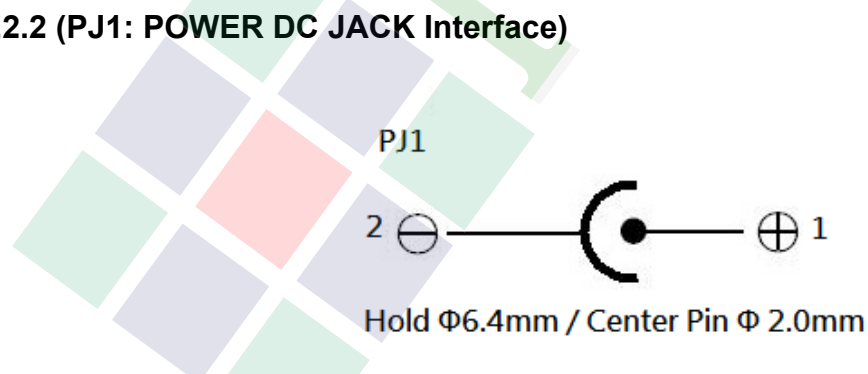 .2.2 (PJ1: POWER DC JACK Interface)
PJ1
2 ⊖ ⊕ 1
Hold Φ6.4mm / Center Pin Φ 2.0mm